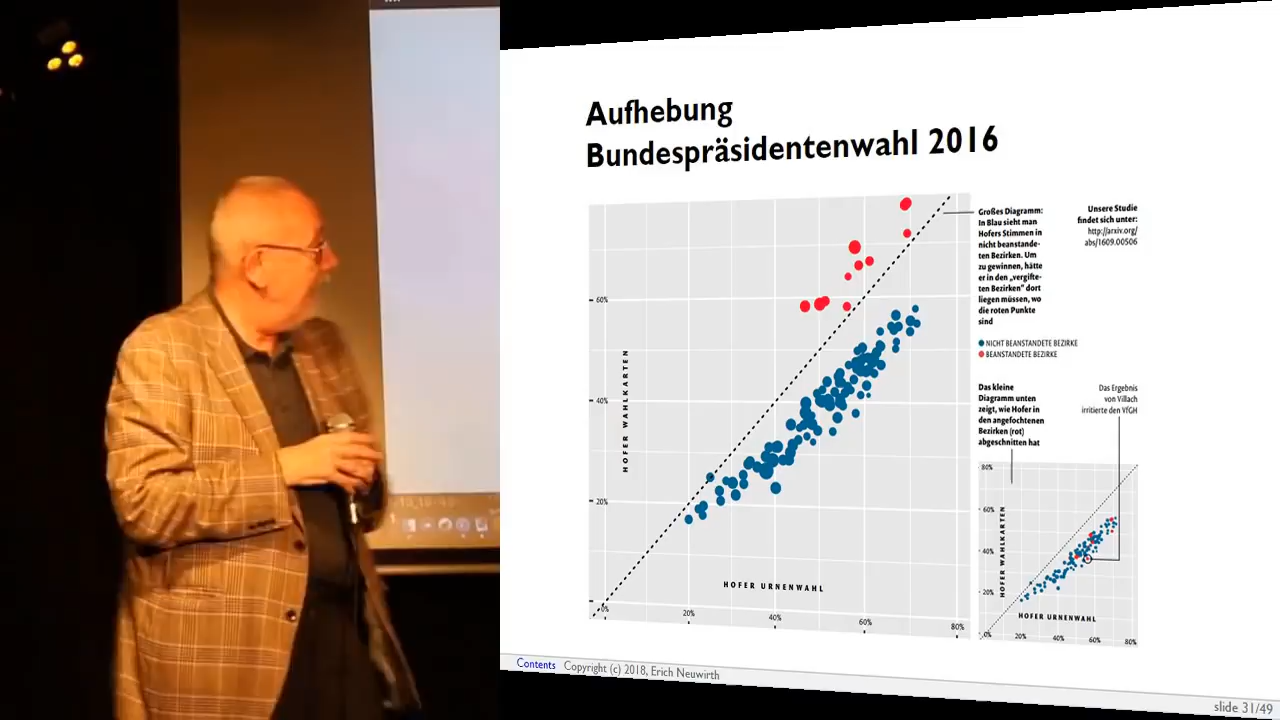 Aufhebung
Bundespräsidentenwahl 2016
Großes Diagramm:
In Blau sieht man
Hofers Stimmen in
nicht beanstande-
ten Bezirken. Um
zu gewinnen, hätte
er in den „vergifte-
ten Bezirken" dort
liegen müssen, wo
die roten Punkte
sind
Unsere Studie
findet sich unter:
http://arxiv.org/
abs/1609.00506
NICHT BEANSTANDETE BEZIRKE
BEANSTANDETE BEZIRKE
60%
40%
20%
HOFER WAHLKARTEN
HOFER URNENWAHL
0%
20%
40%
60%
80%
Das kleine
Diagramm unten
zeigt, wie Hofer in
den angefochtenen
Bezirken (rot)
abgeschnitten hat
Das Ergebnis
von Villach
irritierte den VfGH
80%
60%
40%
20%
HOFER WAHLKARTEN
HOFER URNENWAHL
0%
20%
40%
60%
80%
Contents Copyright (c) 2018, Erich Neuwirth
slide 31/49